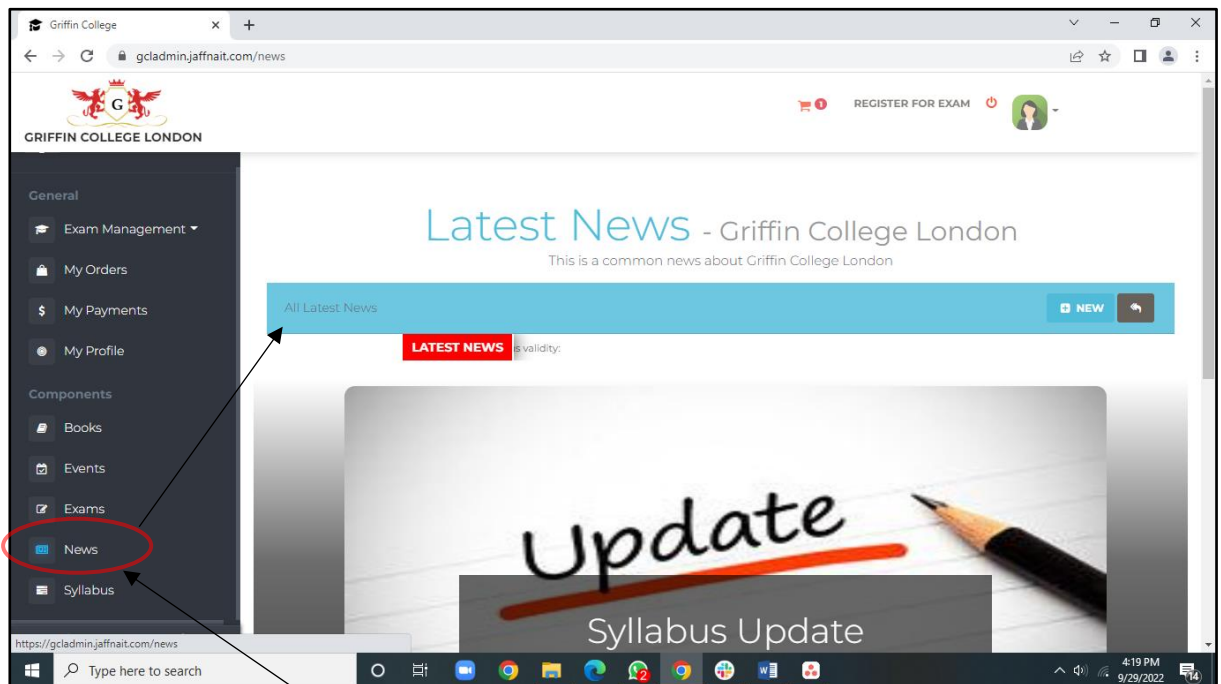 Griffin College
gcladmin.jaffnait.com/news
G
GRIFFIN COLLEGE LONDON
1
REGISTER FOR EXAM
General
Exam Management
My Orders
$ My Payments
My Profile
Components
Books
Events
Exams
News
Syllabus
Latest News - Griffin College London
This is a common news about Griffin College London
All Latest News
NEW
LATEST NEWS
validity:
Update
Syllabus Update
https://gcladmin.jaffnait.com/news
Type here to search
2
W
4:19 PM
9/29/2022
14